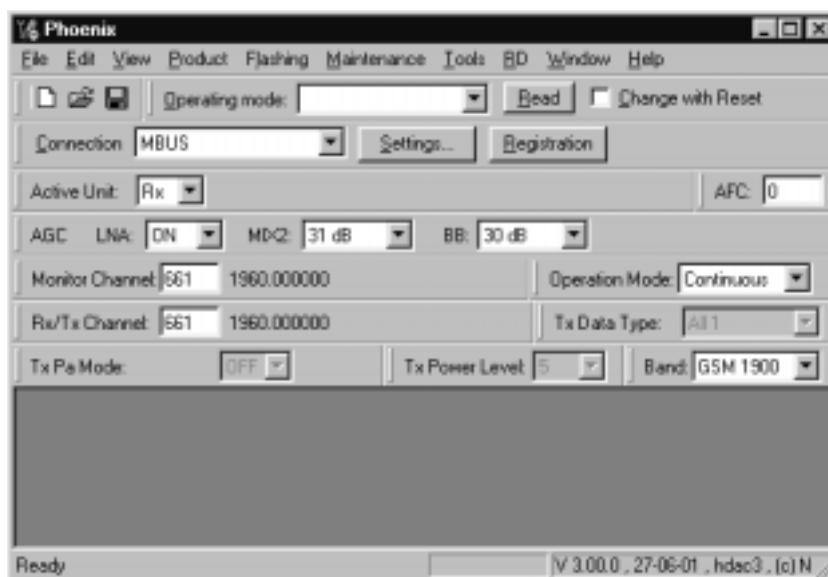 Phoenix
File Edit View Product Flashing Maintenance Tools BD Window Help
Operating mode: Read Change with Reset
Connection MBUS Settings... Registration
Active Unit: Rx AFC: 0
AGC LNA: ON MIX2: 31 dB BB: 30 dB
Monitor Channel: 661 1960.000000 Operation Mode: Continuous
Rx/Tx Channel: 661 1960.000000 Tx Data Type: All 1
Tx Pa Mode: OFF Tx Power Level: 5 Band: GSM 1900
Ready V 3.00.0 , 27-06-01 , hdac3 , (c) N